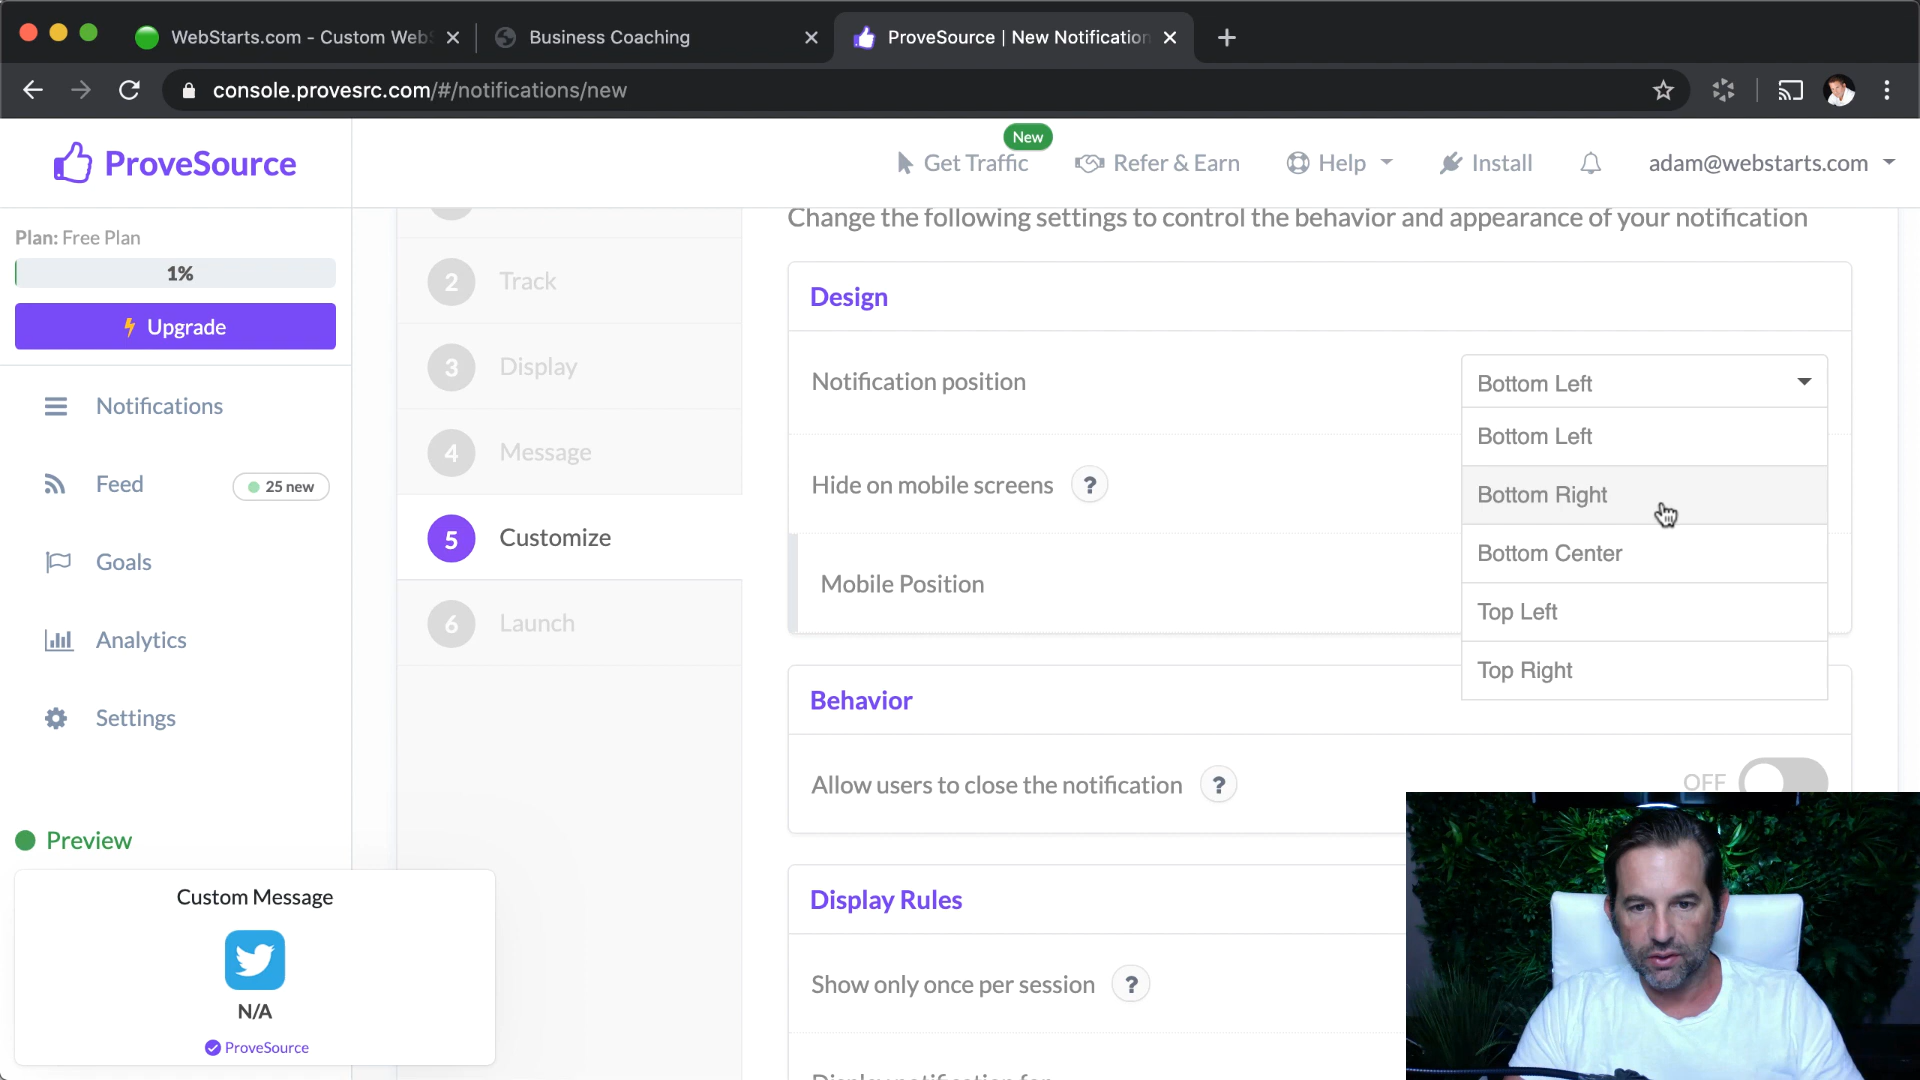 WebStarts.com - Custom WebS
Business Coaching
ProveSource | New Notification
console.provesrc.com/#/notifications/new
ProveSource
New
Get Traffic
Refer & Earn
Help
Install
adam@webstarts.com
Plan: Free Plan
1%
Upgrade
Notifications
Feed
25 new
Goals
Analytics
Settings
Preview
Custom Message
N/A
ProveSource
2 Track
3 Display
4 Message
5 Customize
6 Launch
Change the following settings to control the behavior and appearance of your notification
Design
Notification position
Bottom Left
Bottom Left
Bottom Right
Bottom Center
Top Left
Top Right
Hide on mobile screens ?
Mobile Position
Behavior
Allow users to close the notification ?
OFF
Display Rules
Show only once per session ?
Display notification for